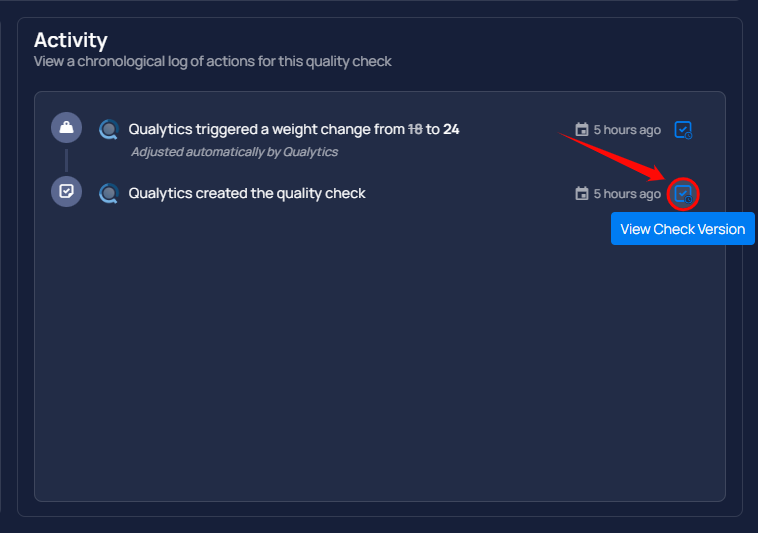 Activity
View a chronological log of actions for this quality check
Qualytics triggered a weight change from 18 to 24
5 hours ago
Adjusted automatically by Qualytics
Qualytics created the quality check
5 hours ago
View Check Version